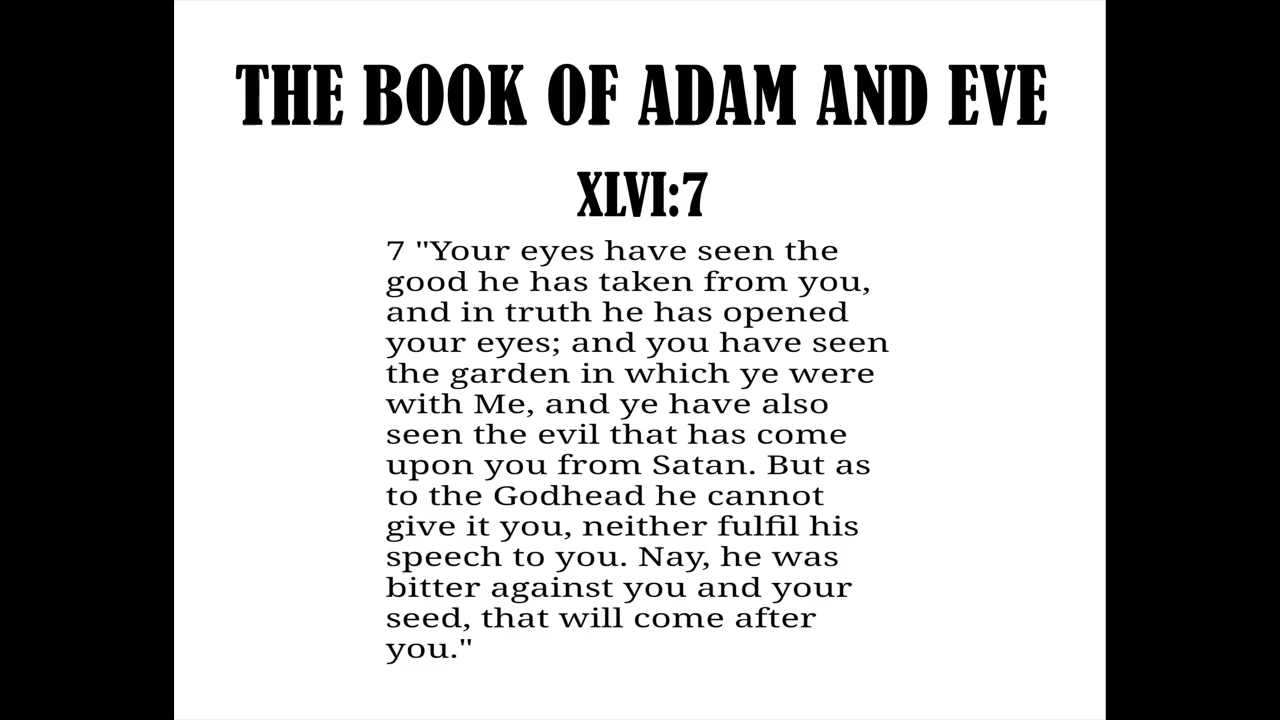 THE BOOK OF ADAM AND EVE
XLVI:7
7 "Your eyes have seen the
good he has taken from you,
and in truth he has opened
your eyes; and you have seen
the garden in which ye were
with Me, and ye have also
seen the evil that has come
upon you from Satan. But as
to the Godhead he cannot
give it you, neither fulfil his
speech to you. Nay, he was
bitter against you and your
seed, that will come after
you."